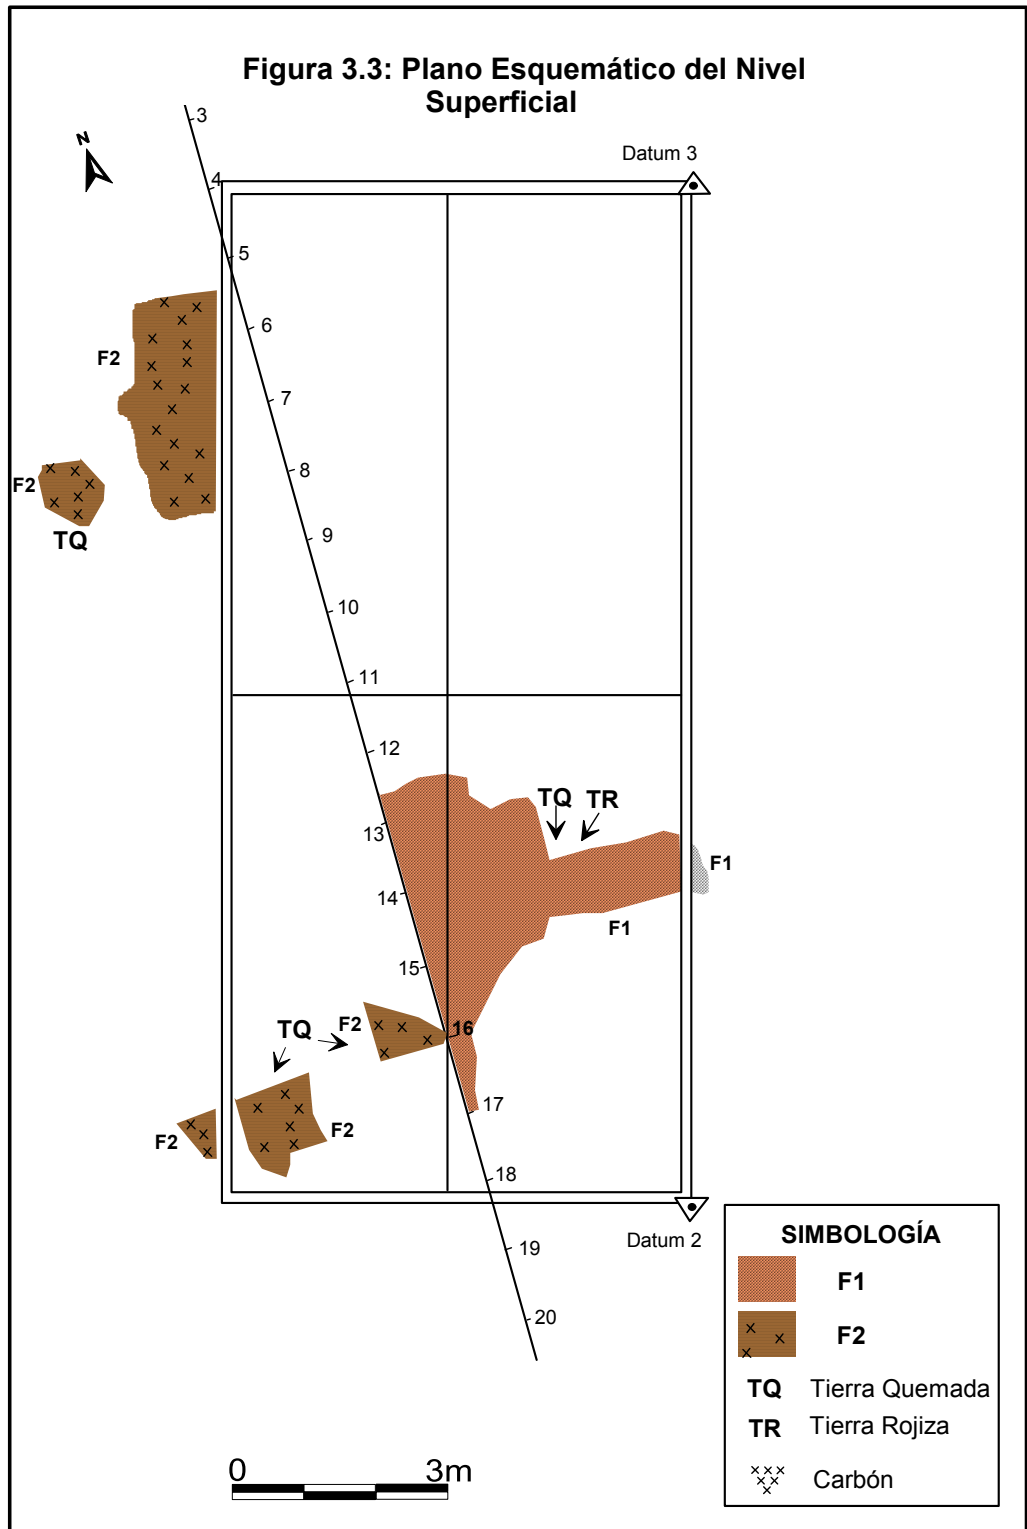 Figura 3.3: Plano Esquemático del Nivel
Superficial
N
3
Datum 3
4
5
6
F2
7
8
F2
9
TQ
10
11
12
TQ
TR
13
F1
14
F1
15
TQ
F2
16
17
F2
F2
18
Datum 2
19
20
SIMBOLOGÍA
F1
F2
TQ Tierra Quemada
TR Tierra Rojiza
Carbón
0 3m